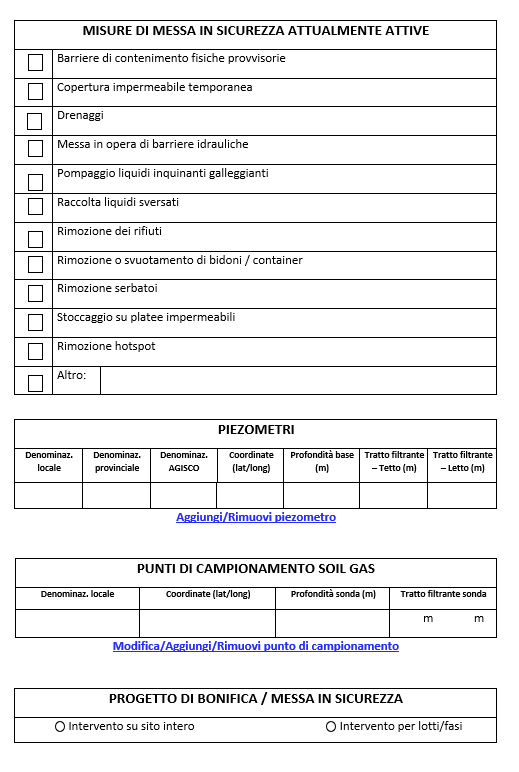 MISURE DI MESSA IN SICUREZZA ATTUALMENTE ATTIVE
Barriere di contenimento fisiche provvisorie
Copertura impermeabile temporanea
Drenaggi
Messa in opera di barriere idrauliche
Pompaggio liquidi inquinanti galleggianti
Raccolta liquidi sversati
Rimozione dei rifiuti
Rimozione o svuotamento di bidoni / container
Rimozione serbatoi
Stoccaggio su platee impermeabili
Rimozione hotspot
Altro:
PIEZOMETRI
Denominaz. Denominaz. Denominaz. Coordinate Profondità base Tratto filtrante Tratto filtrante
locale provinciale AGISCO (lat/long) (m) – Tetto (m) – Letto (m)
Aggiungi/Rimuovi piezometro
PUNTI DI CAMPIONAMENTO SOIL GAS
Denominaz. locale Coordinate (lat/long) Profondità sonda (m) Tratto filtrante sonda
m m
Modifica/Aggiungi/Rimuovi punto di campionamento
PROGETTO DI BONIFICA / MESSA IN SICUREZZA
Intervento su sito intero Intervento per lotti/fasi